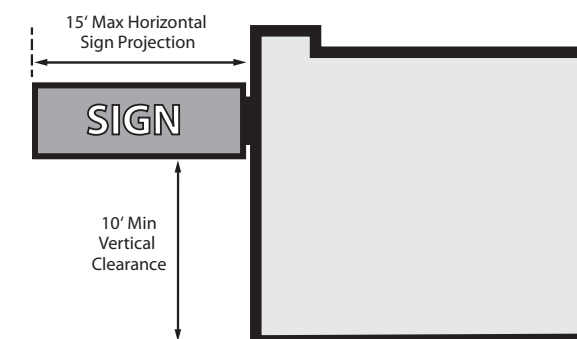 15‘ Max Horizontal
Sign Projection
SIGN
10‘ Min
Vertical
Clearance